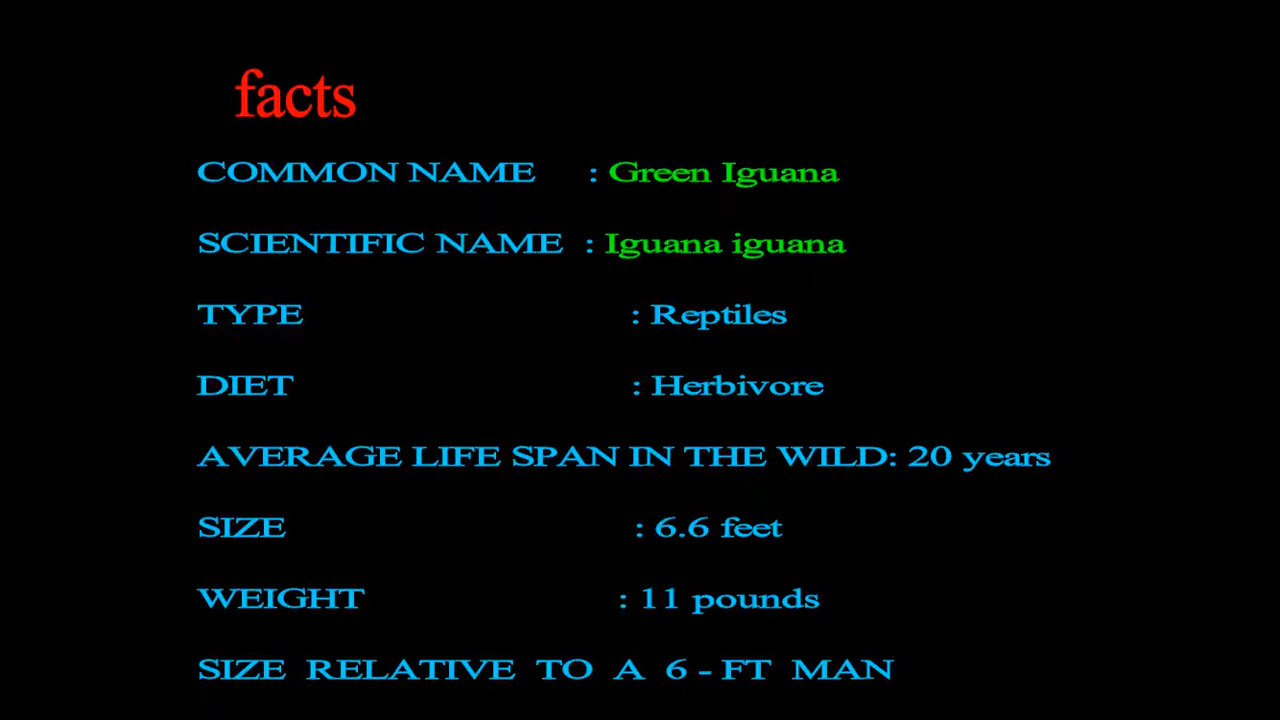 facts
COMMON NAME : Green Iguana
SCIENTIFIC NAME : Iguana iguana
TYPE : Reptiles
DIET : Herbivore
AVERAGE LIFE SPAN IN THE WILD: 20 years
SIZE : 6.6 feet
WEIGHT : 11 pounds
SIZE RELATIVE TO A 6 - FT MAN